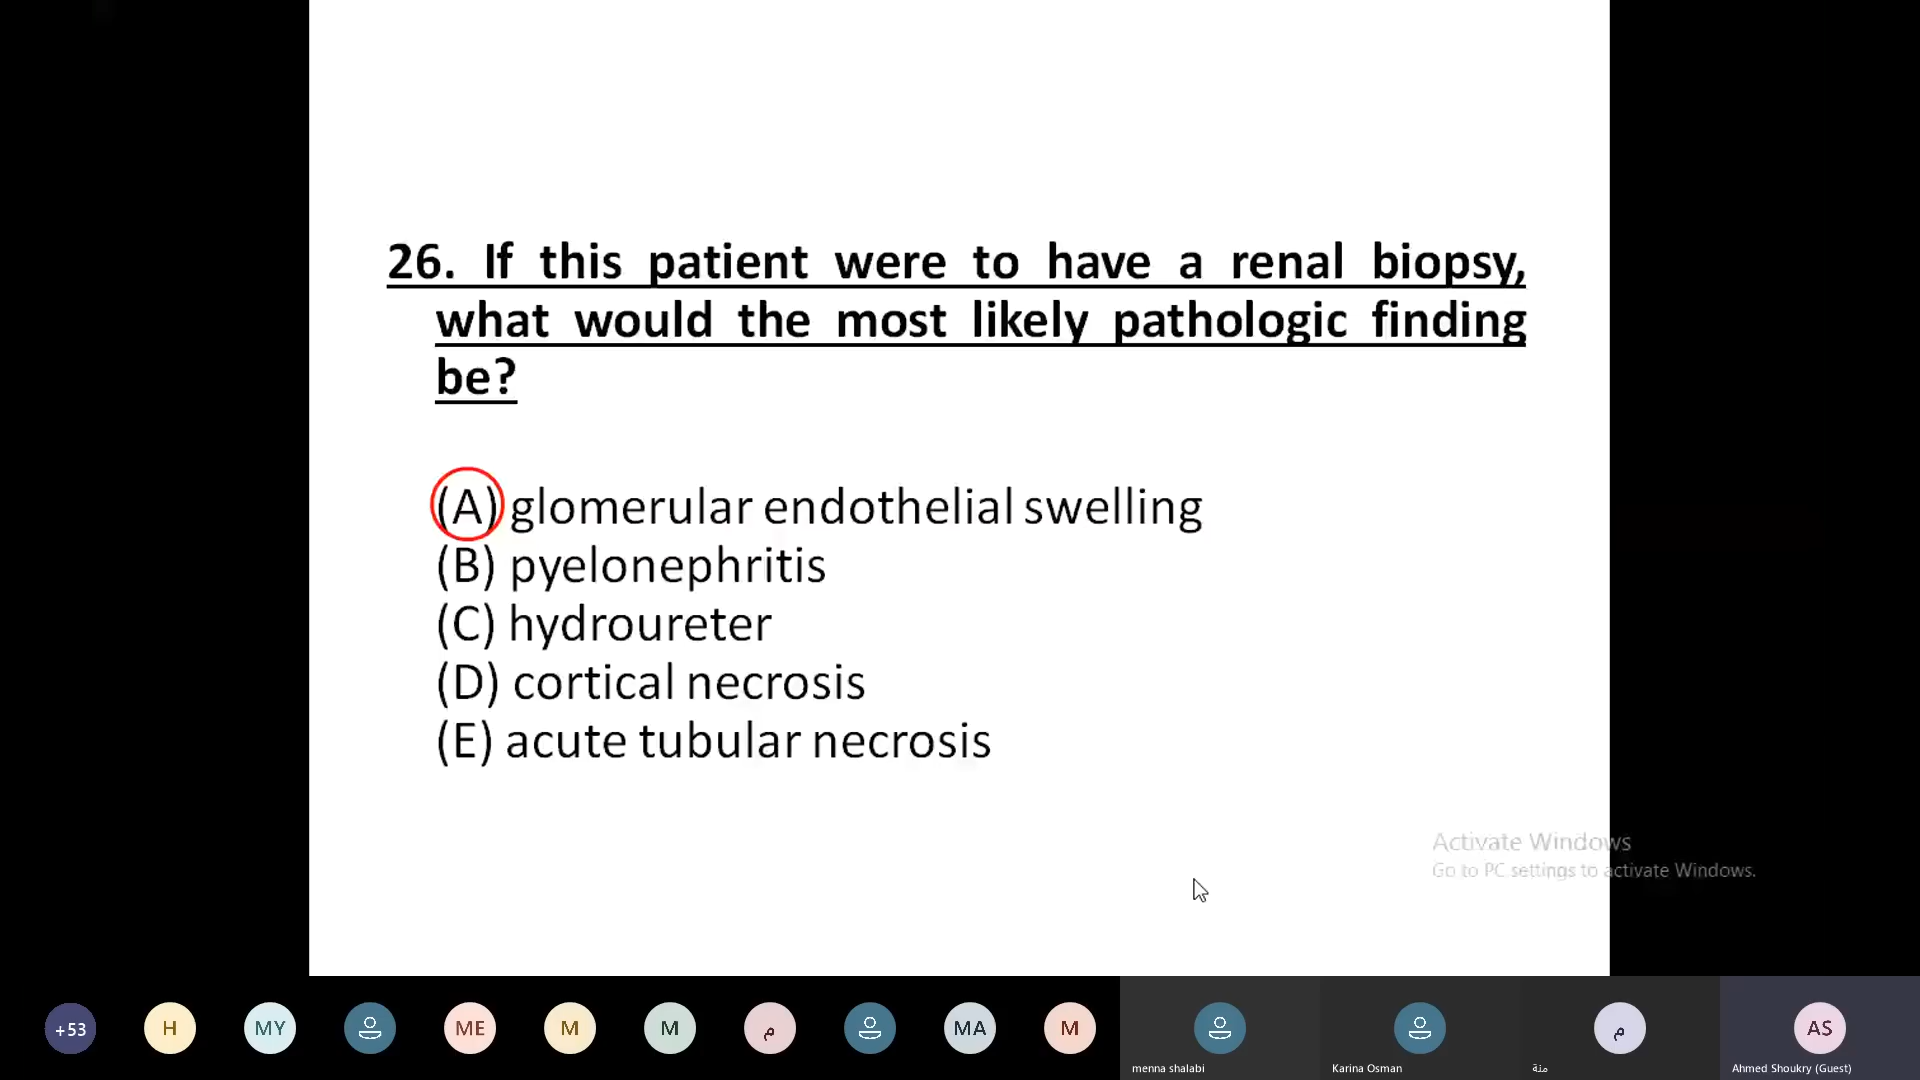 26. If this patient were to have a renal biopsy,
what would the most likely pathologic finding
be?
(A) glomerular endothelial swelling
(B) pyelonephritis
(C) hydroureter
(D) cortical necrosis
(E) acute tubular necrosis
Activate Windows
Go to PC settings to activate Windows.
+53
H
MY
ME
M
M
م
MA
M
م
AS
menna shalabi
Karina Osman
منة
Ahmed Shoukry (Guest)